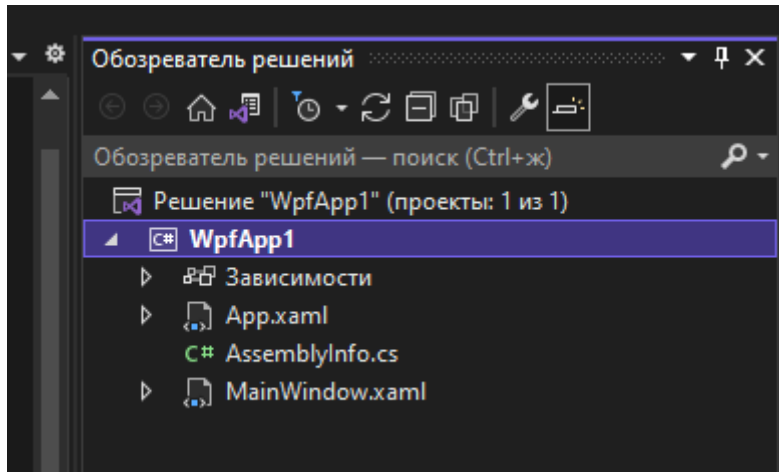 Обозреватель решений
Обозреватель решений — поиск (Ctrl+ж)
Решение "WpfApp1" (проекты: 1 из 1)
C# WpfApp1
Зависимости
App.xaml
C# AssemblyInfo.cs
MainWindow.xaml